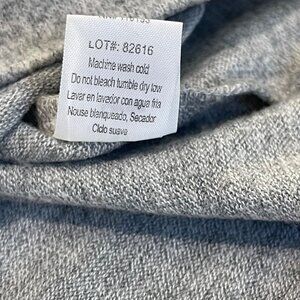 LOT#: 82616
Machine wash cold
Do not bleach tumble dry low
Lavar en lavador con agua fria
Nouse blanqueado, Secador
Ciclo suava